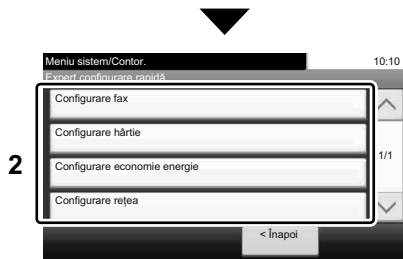 Meniu sistem/Contor.
10:10
Expert configurare rapidă
Configurare fax
Configurare hârtie
1/1
2
Configurare economie energie
Configurare rețea
< Înapoi